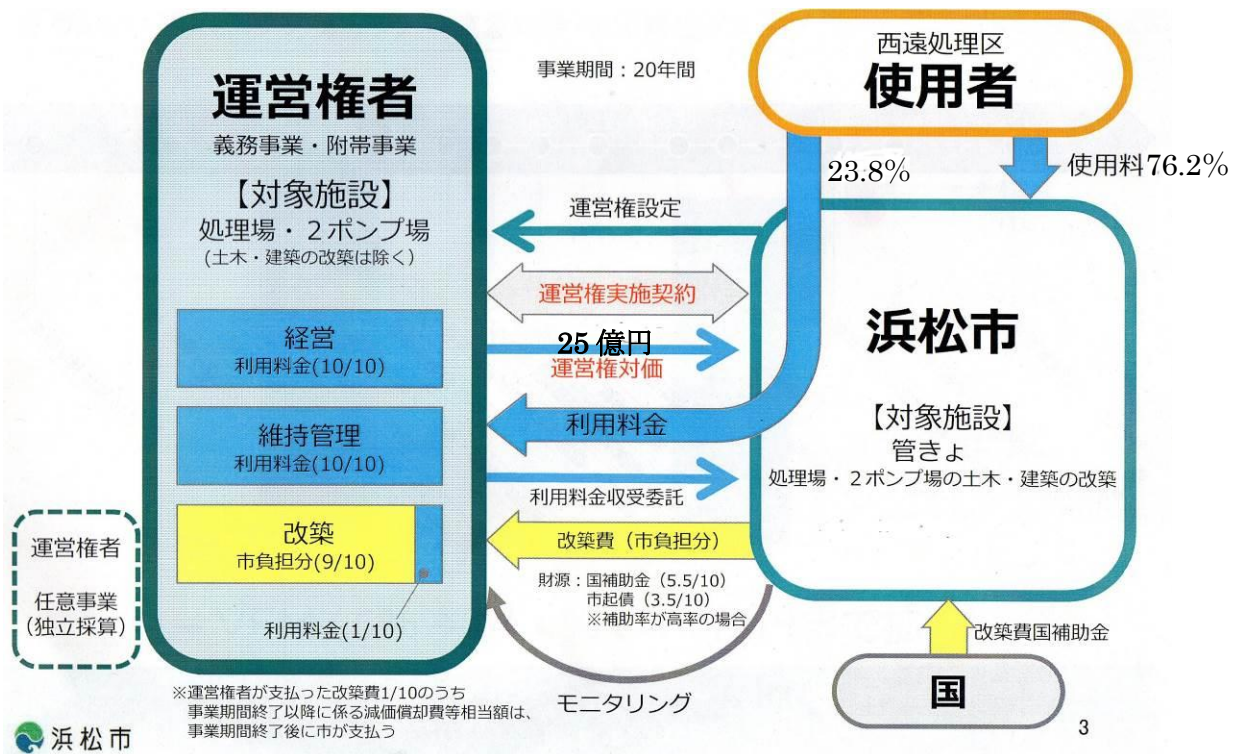 運営権者
義務事業・附帯事業
【対象施設】
処理場・２ポンプ場
(土木・建築の改築は除く)
経営
利用料金(10/10)
維持管理
利用料金(10/10)
改築
市負担分(9/10)
利用料金(1/10)
運営権者
任意事業
(独立採算)
※運営権者が支払った改築費1/10のうち
事業期間終了以降に係る減価償却費等相当額は、
事業期間終了後に市が支払う
浜松市
事業期間：20年間
運営権設定
運営権実施契約
25 億円
運営権対価
利用料金
利用料金収受委託
改築費（市負担分）
財源：国補助金（5.5/10）
市起債（3.5/10）
※補助率が高率の場合
モニタリング
西遠処理区
使用者
23.8%
使用料76.2%
浜松市
【対象施設】
管きょ
処理場・２ポンプ場の土木・建築の改築
改築費国補助金
国
3